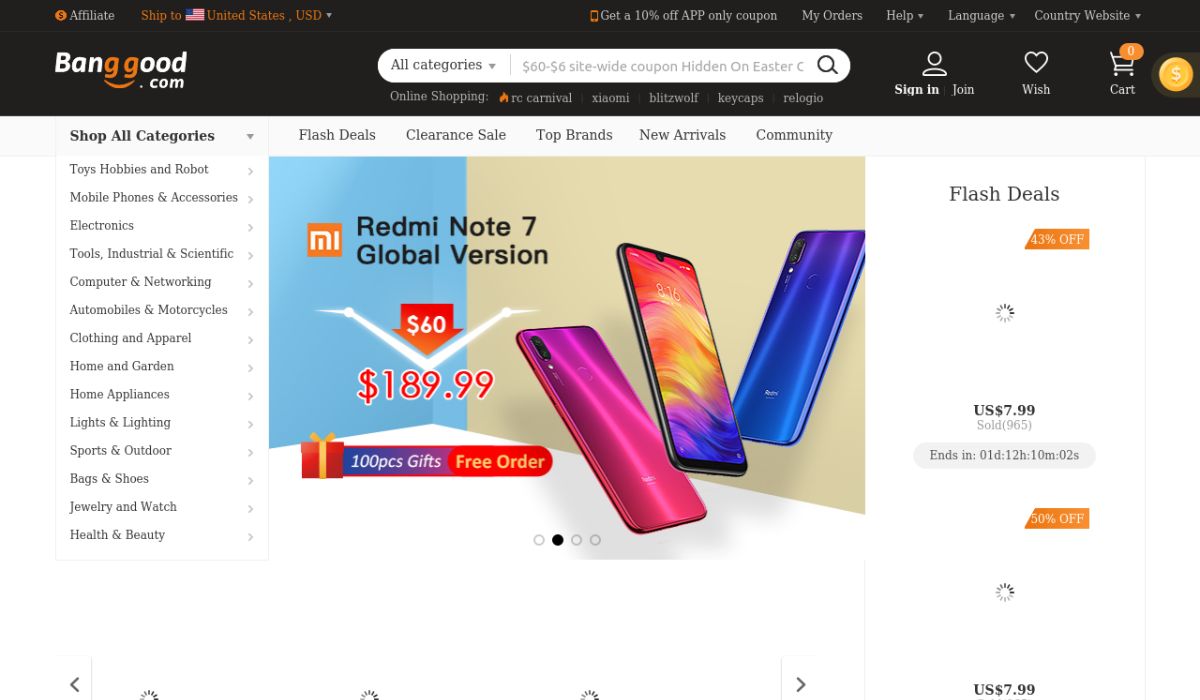 Affiliate
Ship to United States , USD
Get a 10% off APP only coupon
My Orders
Help
Language
Country Website
Banggood
.com
All categories
$60-$6 site-wide coupon Hidden On Easter C
Online Shopping:
rc carnival
xiaomi
blitzwolf
keycaps
relogio
Sign in
Join
Wish
0
Cart
$
Shop All Categories
Flash Deals
Clearance Sale
Top Brands
New Arrivals
Community
Toys Hobbies and Robot
Mobile Phones & Accessories
Electronics
Tools, Industrial & Scientific
Computer & Networking
Automobiles & Motorcycles
Clothing and Apparel
Home and Garden
Home Appliances
Lights & Lighting
Sports & Outdoor
Bags & Shoes
Jewelry and Watch
Health & Beauty
mi
Redmi Note 7
Global Version
$60
$189.99
100pcs Gifts
Free Order
8:16
Redmi
Redmi
Flash Deals
43% OFF
US$7.99
Sold(965)
Ends in: 01d:12h:10m:02s
50% OFF
US$7.99